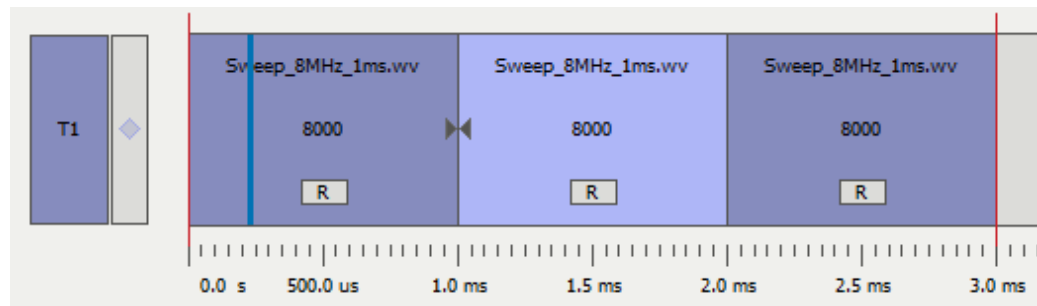 Sweep_8MHz_1ms.wv Sweep_8MHz_1ms.wv Sweep_8MHz_1ms.wv
T1 8000 8000 8000
R R R
0.0 s 500.0 us 1.0 ms 1.5 ms 2.0 ms 2.5 ms 3.0 ms